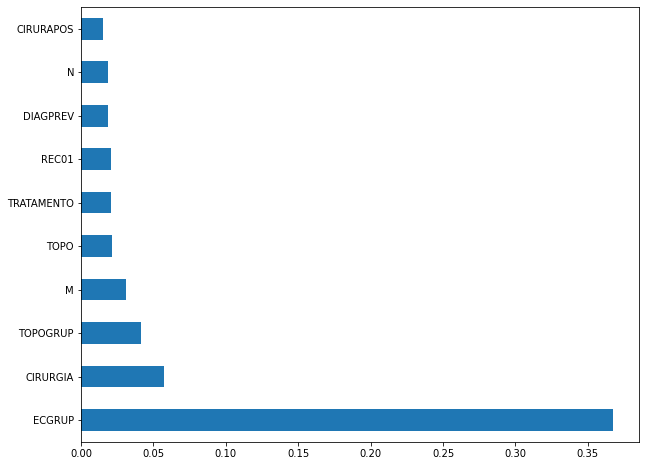 CIRURAPOS
N
DIAGPREV
REC01
TRATAMENTO
TOPO
M
TOPOGRUP
CIRURGIA
ECGRUP
0.00 0.05 0.10 0.15 0.20 0.25 0.30 0.35